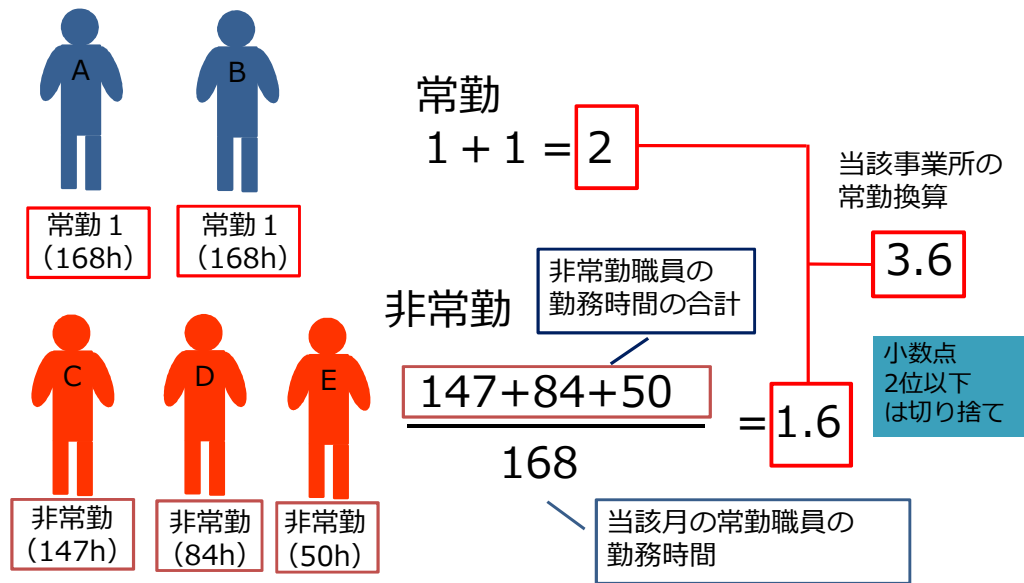 A
B
常勤１
（168h）
常勤１
（168h）
C
D
E
非常勤
（147h）
非常勤
（84h）
非常勤
（50h）
常勤
1 + 1 = 2
非常勤
非常勤職員の
勤務時間の合計
147+84+50
168
=1.6
当該月の常勤職員の
勤務時間
当該事業所の
常勤換算
3.6
小数点
2位以下
は切り捨て